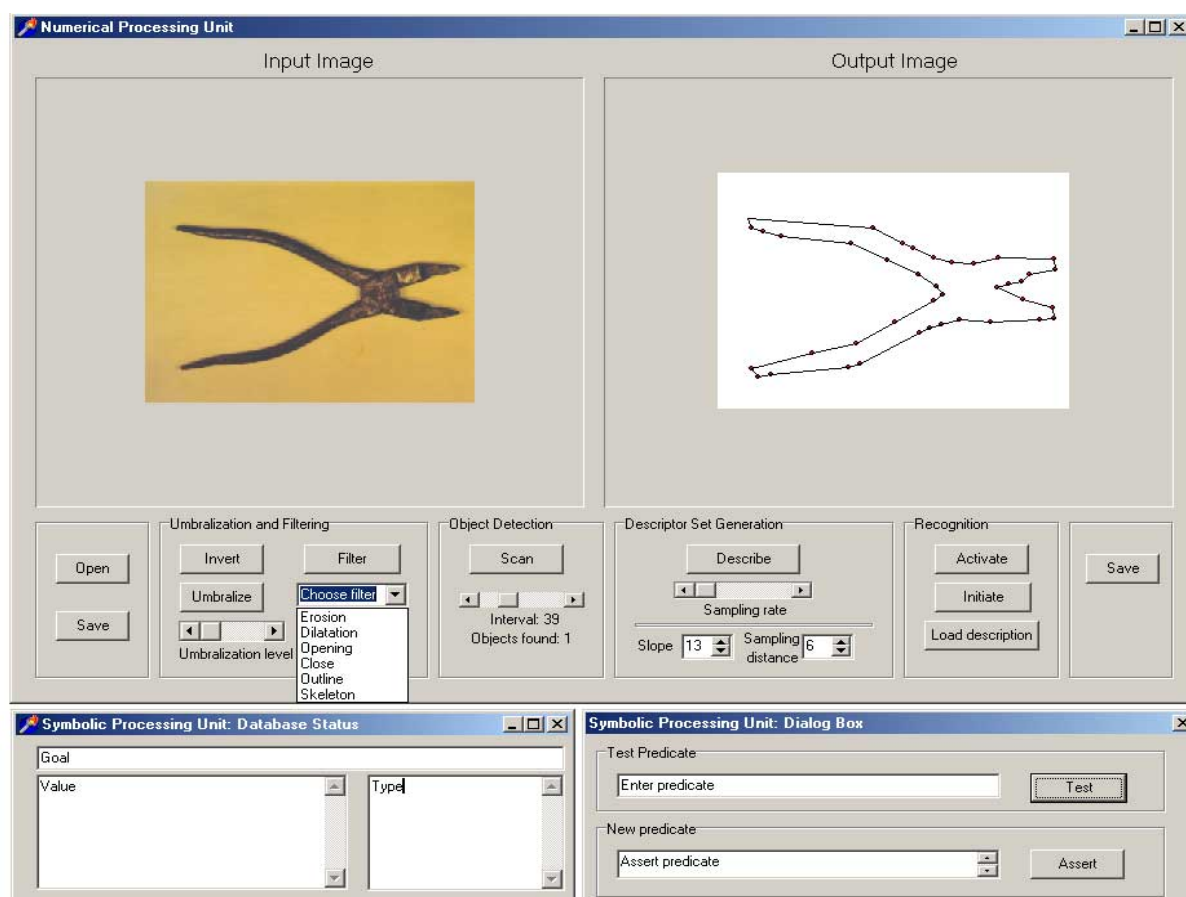 Numerical Processing Unit
Input Image
Output Image
Open
Save
Umbralization and Filtering
Invert
Filter
Umbralize
Choose filter
Erosion
Dilatation
Opening
Close
Outline
Skeleton
Umbralization level
Object Detection
Scan
Interval: 39
Objects found: 1
Descriptor Set Generation
Describe
Sampling rate
Slope 13
Sampling distance 6
Recognition
Activate
Initiate
Load description
Save
Symbolic Processing Unit: Database Status
Goal
Value
Type
Symbolic Processing Unit: Dialog Box
Test Predicate
Enter predicate
Test
New predicate
Assert predicate
Assert